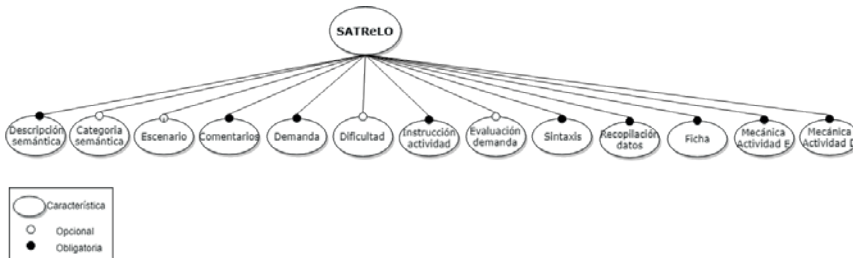 SATReLO
Descripción
semántica
Categoria
semántica
Escenario
Comentarios
Demanda
Dificultad
Instrucción
actividad
Evaluación
demanda
Sintaxis
Recopilación
datos
Ficha
Mecánica
Actividad E
Mecánica
Actividad D
Característica
Opcional
Obligatoria